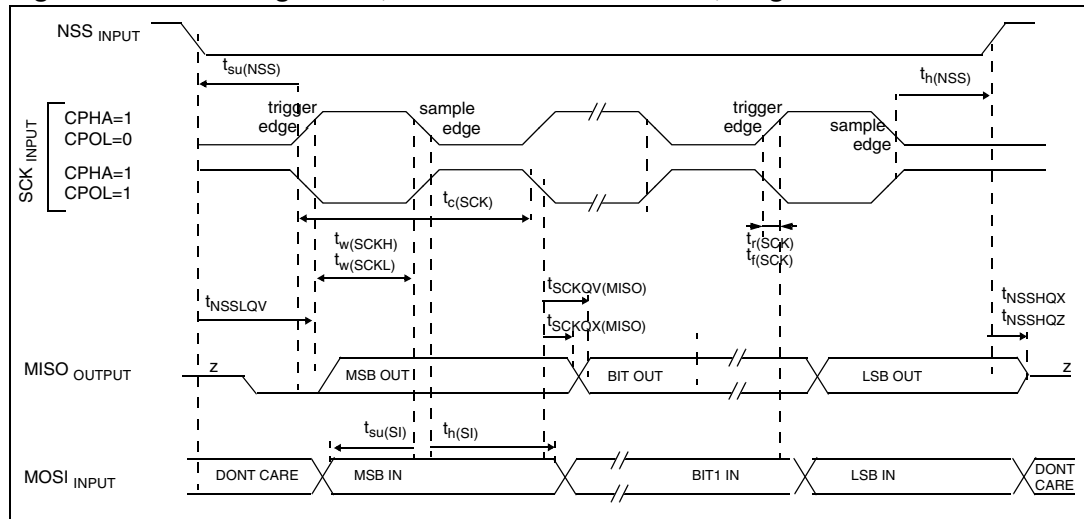 NSS INPUT
tsu(NSS)
th(NSS)
trigger
edge
sample
edge
trigger
edge
sample
edge
SCK INPUT
CPHA=1
CPOL=0
CPHA=1
CPOL=1
tc(SCK)
tw(SCKH)
tw(SCKL)
tr(SCK)
tf(SCK)
tNSSLQV
tSCKQV(MISO)
tSCKQX(MISO)
tNSSHQX
tNSSHQZ
MISO OUTPUT
z
MSB OUT
BIT OUT
LSB OUT
z
tsu(SI)
th(SI)
MOSI INPUT
DONT CARE
MSB IN
BIT1 IN
LSB IN
DONT
CARE